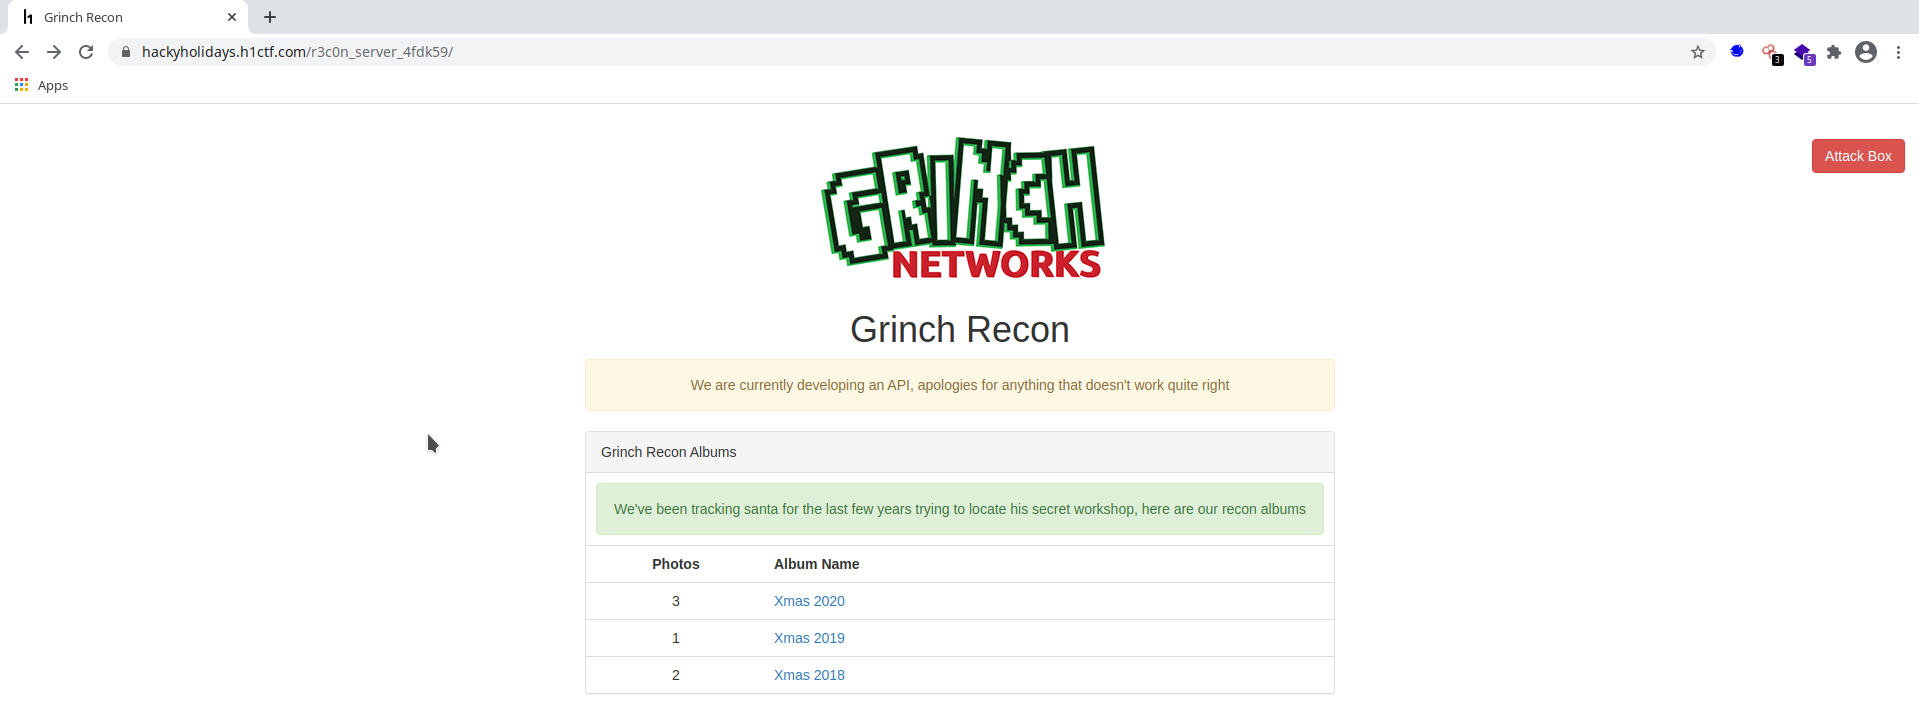 Grinch Recon
hackyholidays.h1ctf.com/r3c0n_server_4fdk59/
3
5
Apps
Attack Box
GRINCH
NETWORKS
Grinch Recon
We are currently developing an API, apologies for anything that doesn't work quite right
Grinch Recon Albums
We've been tracking santa for the last few years trying to locate his secret workshop, here are our recon albums
Photos Album Name
3 Xmas 2020
1 Xmas 2019
2 Xmas 2018